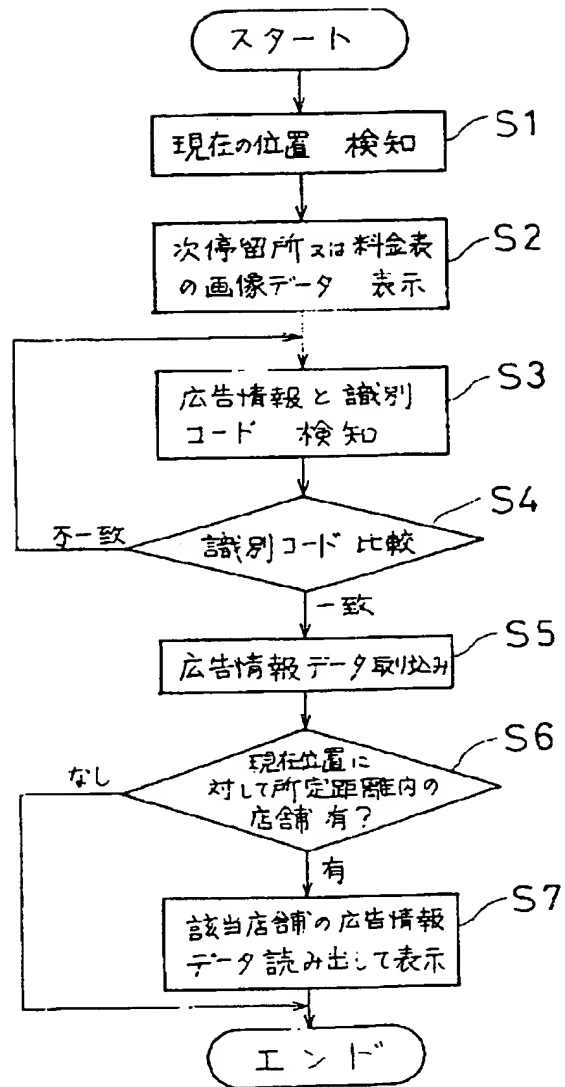 スタート
現在の位置 検知
S1
次停留所又は料金表
の画像データ 表示
S2
広告情報と識別
コード 検知
S3
識別コード比較
S4
不一致
一致
広告情報データ取り込み
S5
現在位置に
対して所定距離内の
店舗 有?
S6
なし
有
該当店舗の広告情報
データ読み出して表示
S7
エンド